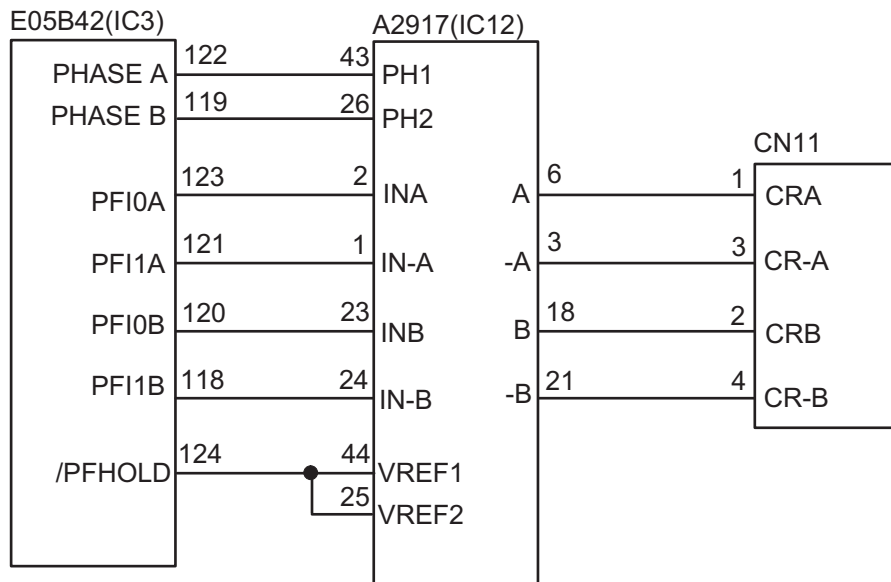 E05B42(IC3)
A2917(IC12)
PHASE A 122 43 PH1
PHASE B 119 26 PH2
CN11
PFI0A 123 2 INA A 6 1 CRA
PFI1A 121 1 IN-A -A 3 3 CR-A
PFI0B 120 23 INB B 18 2 CRB
PFI1B 118 24 IN-B -B 21 4 CR-B
/PFHOLD 124 44 VREF1
25 VREF2